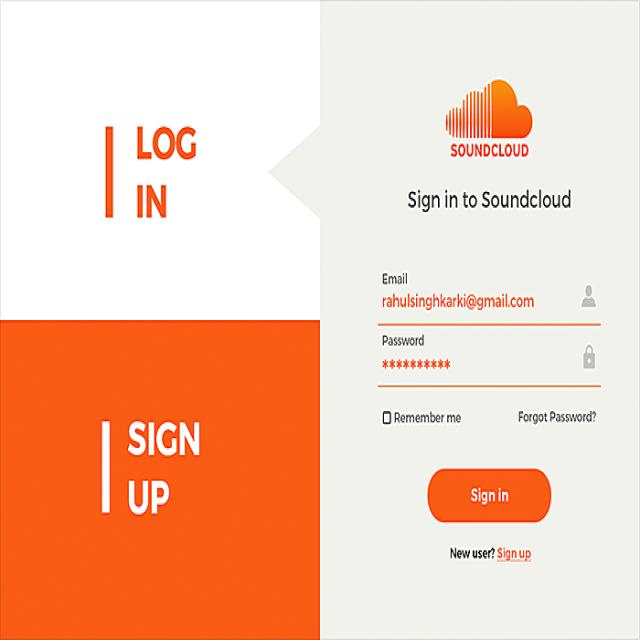 LOG
IN
SIGN
UP
SOUNDCLOUD
Sign in to Soundcloud
Email
rahulsinghkarki@gmail.com
Password
**********
Remember me
Forgot Password?
Sign in
New user? Sign up